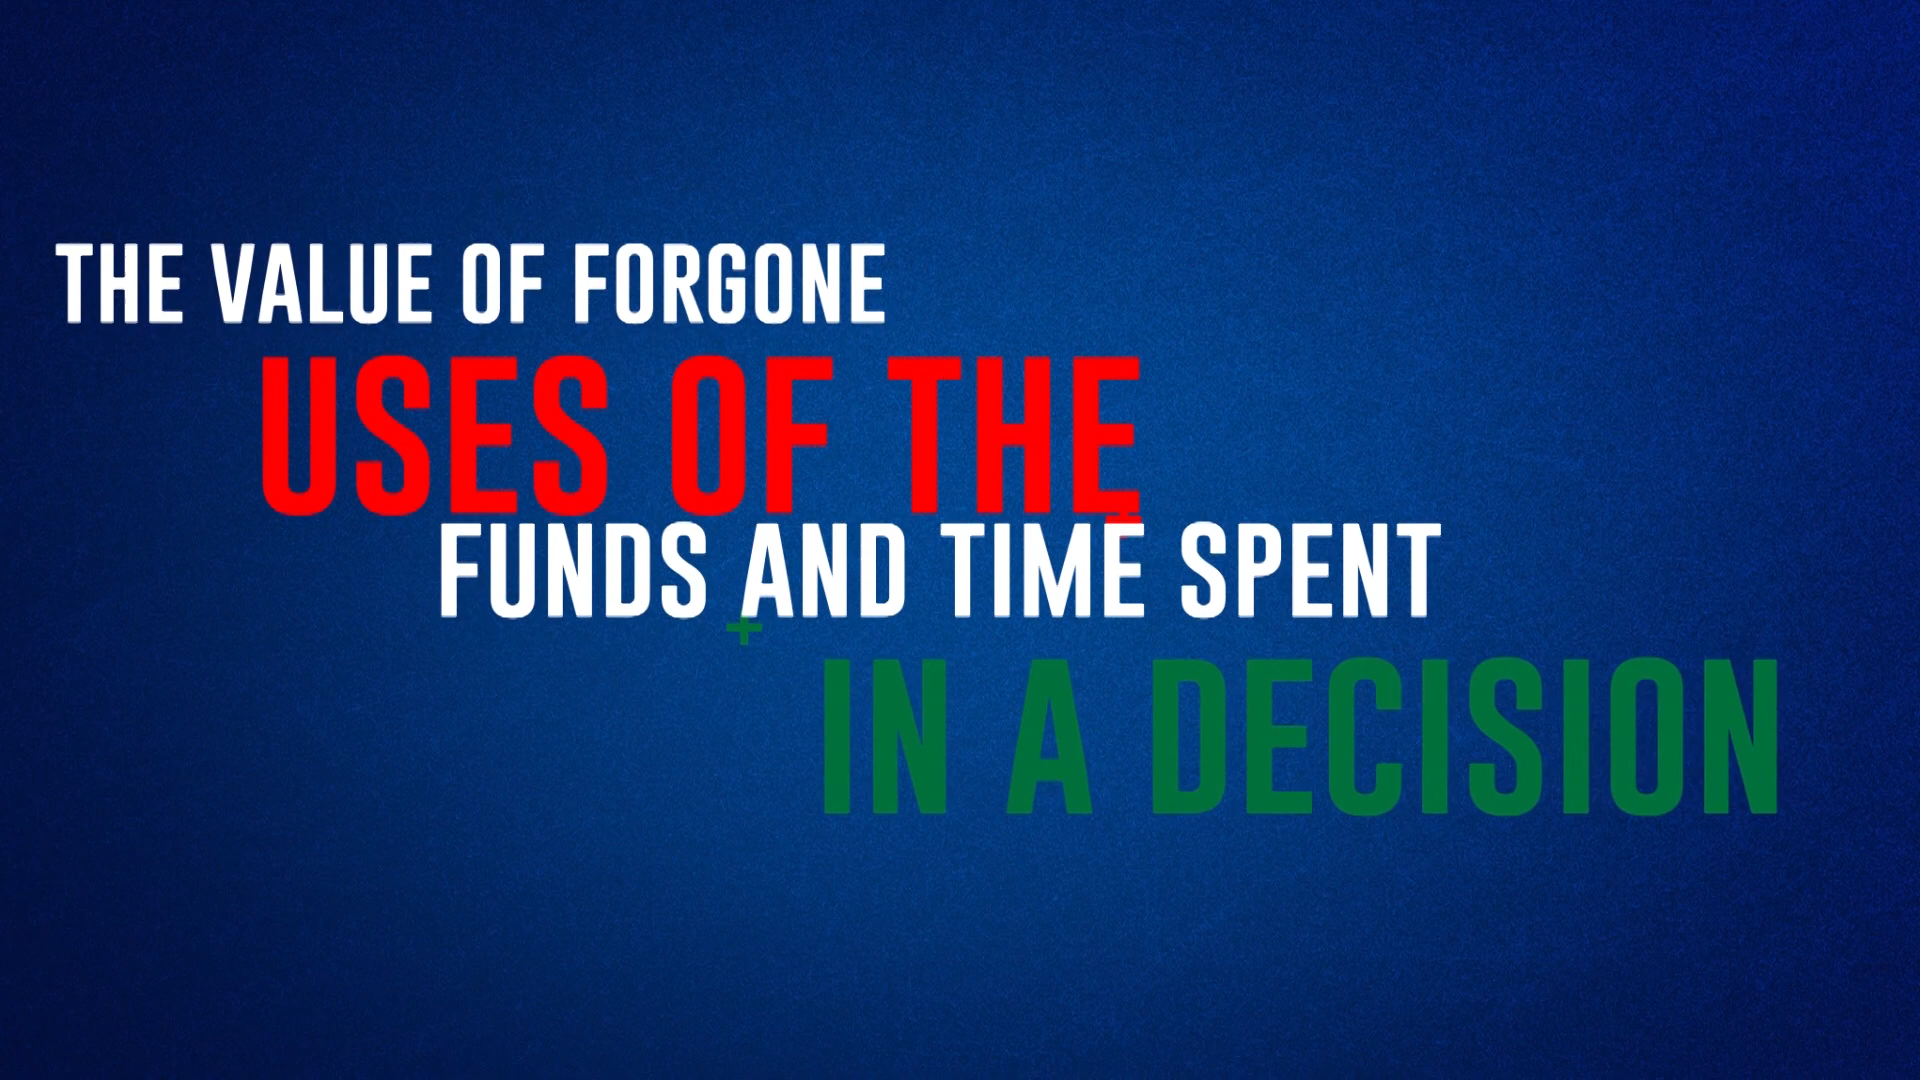 THE VALUE OF FORGONE
USES OF THE
FUNDS AND TIME SPENT
IN A DECISION